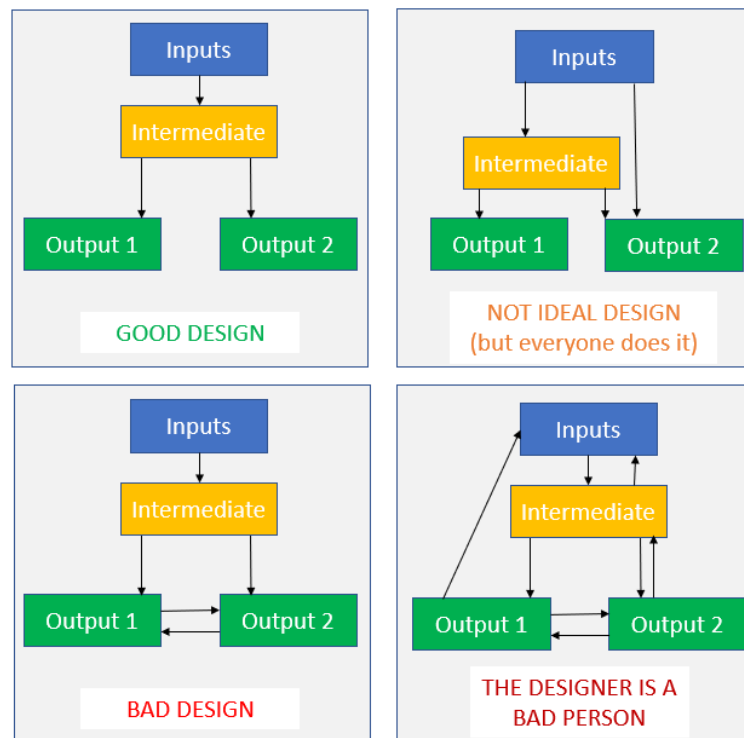 Inputs
Intermediate
Output 1 Output 2
GOOD DESIGN
Inputs
Intermediate
Output 1 Output 2
NOT IDEAL DESIGN
(but everyone does it)
Inputs
Intermediate
Output 1 Output 2
BAD DESIGN
Inputs
Intermediate
Output 1 Output 2
THE DESIGNER IS A
BAD PERSON